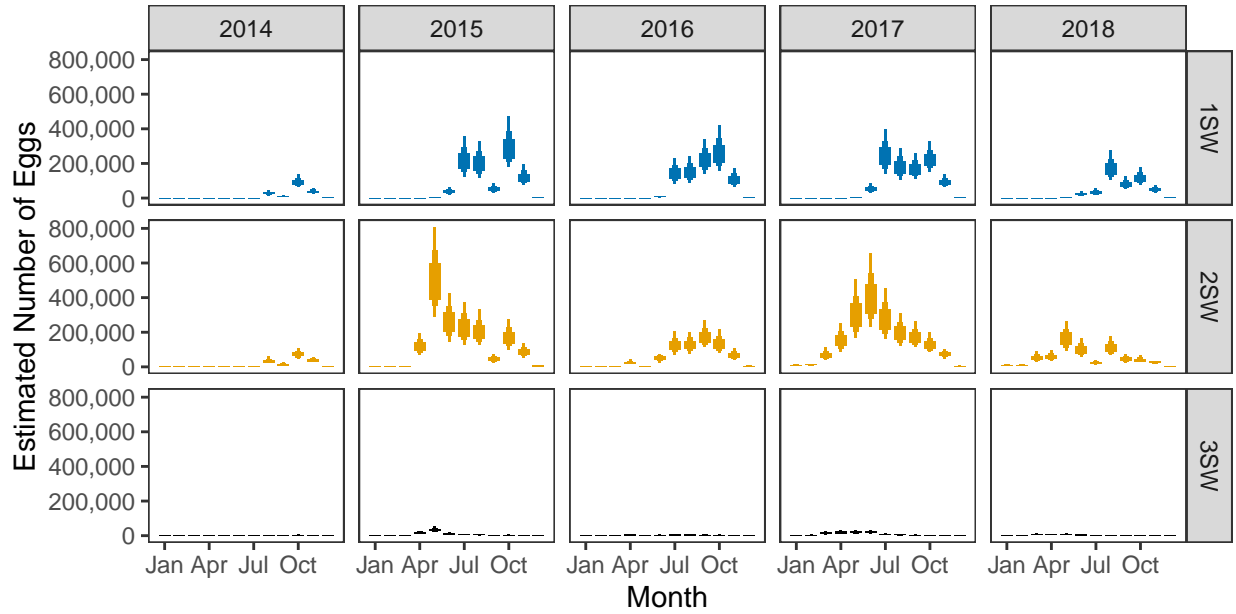 2014 2015 2016 2017 2018
Estimated Number of Eggs
800,000
600,000
400,000
200,000
0
1SW
800,000
600,000
400,000
200,000
0
2SW
800,000
600,000
400,000
200,000
0
3SW
Jan Apr Jul Oct Jan Apr Jul Oct Jan Apr Jul Oct Jan Apr Jul Oct Jan Apr Jul Oct
Month